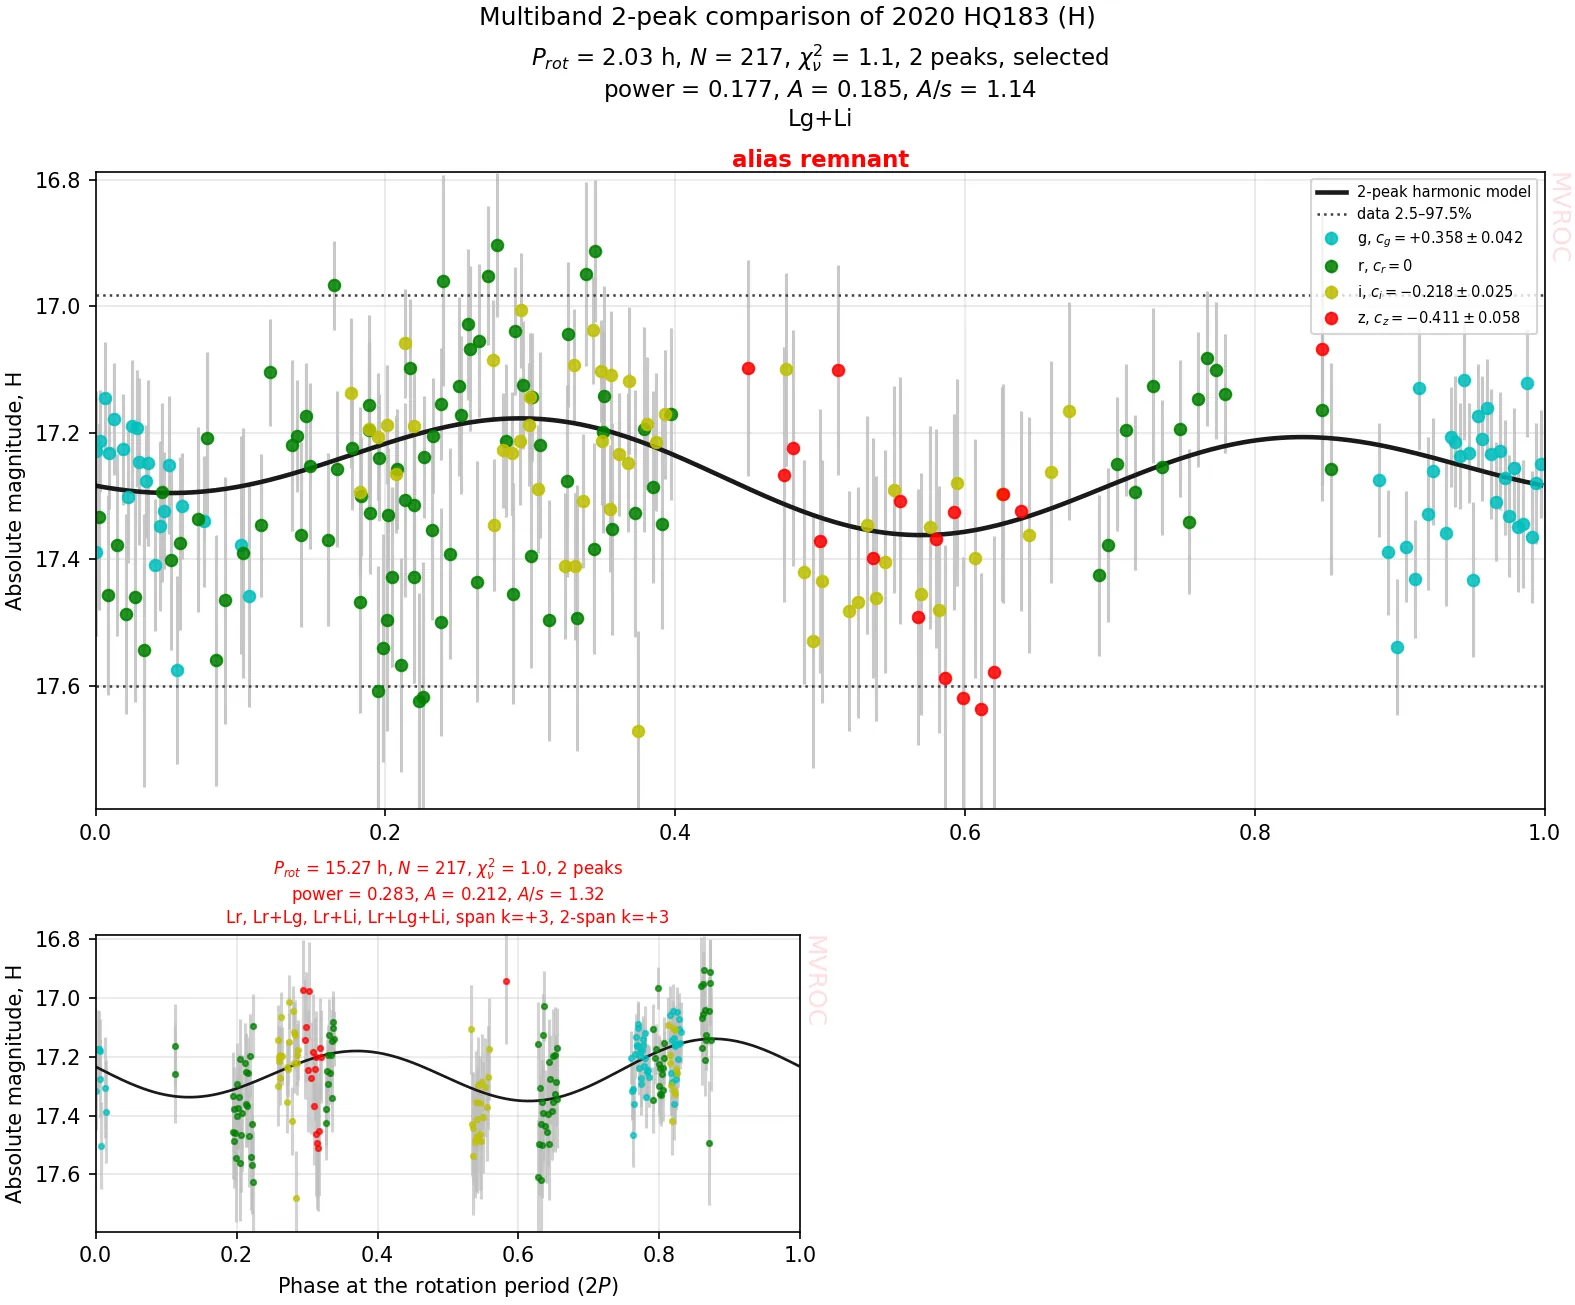 Multiband 2-peak comparison of 2020 HQ183 (H)
P_rot = 2.03 h, N = 217, χ²_ν = 1.1, 2 peaks, selected
power = 0.177, A = 0.185, A/s = 1.14
Lg+Li
alias remnant
2-peak harmonic model
data 2.5–97.5%
g, c_g = +0.358 ± 0.042
r, c_r = 0
i, c_i = −0.218 ± 0.025
z, c_z = −0.411 ± 0.058
MVROC
Absolute magnitude, H
16.8
17.0
17.2
17.4
17.6
0.0 0.2 0.4 0.6 0.8 1.0
P_rot = 15.27 h, N = 217, χ²_ν = 1.0, 2 peaks
power = 0.283, A = 0.212, A/s = 1.32
Lr, Lr+Lg, Lr+Li, Lr+Lg+Li, span k=+3, 2-span k=+3
MVROC
Absolute magnitude, H
16.8
17.0
17.2
17.4
17.6
0.0 0.2 0.4 0.6 0.8 1.0
Phase at the rotation period (2P)